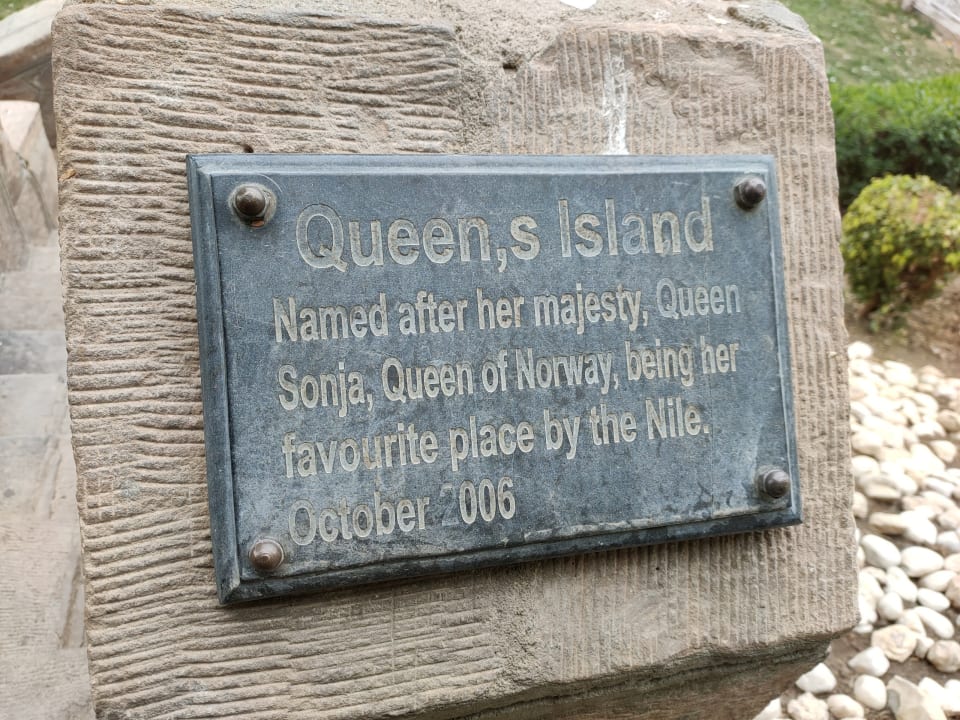 Queen,s Island
Named after her majesty, Queen
Sonja, Queen of Norway, being her
favourite place by the Nile.
October 2006